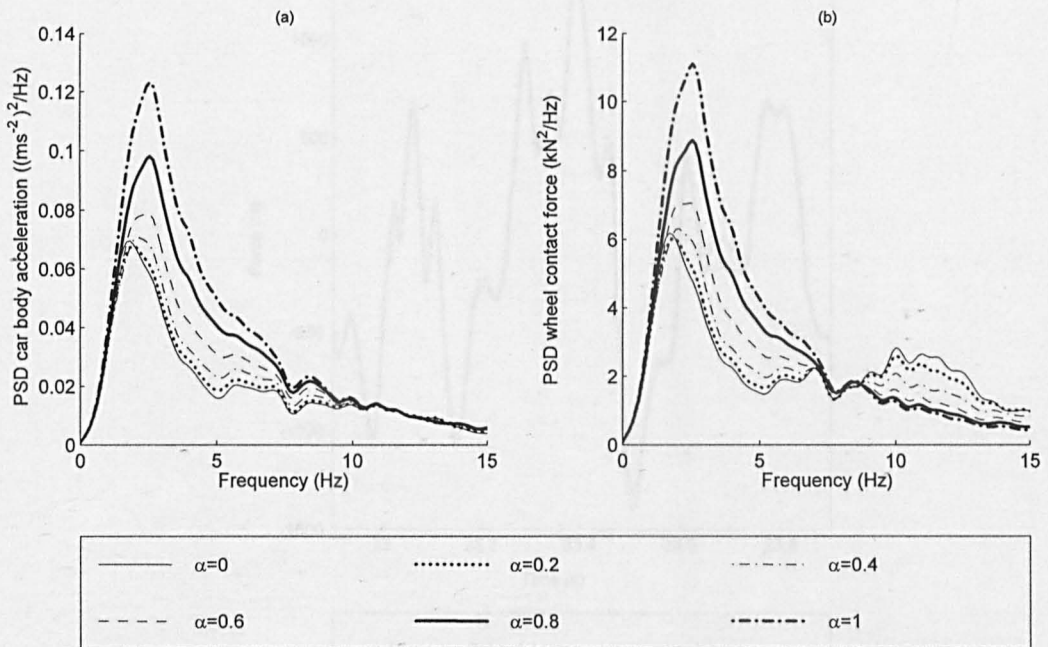 (a)
0.14
0.12
0.1
0.08
0.06
0.04
0.02
0
PSD car body acceleration ((ms⁻²)²/Hz)
0 5 10 15
Frequency (Hz)
(b)
12
10
8
6
4
2
0
PSD wheel contact force (kN²/Hz)
0 5 10 15
Frequency (Hz)
α=0 α=0.2 α=0.4
α=0.6 α=0.8 α=1